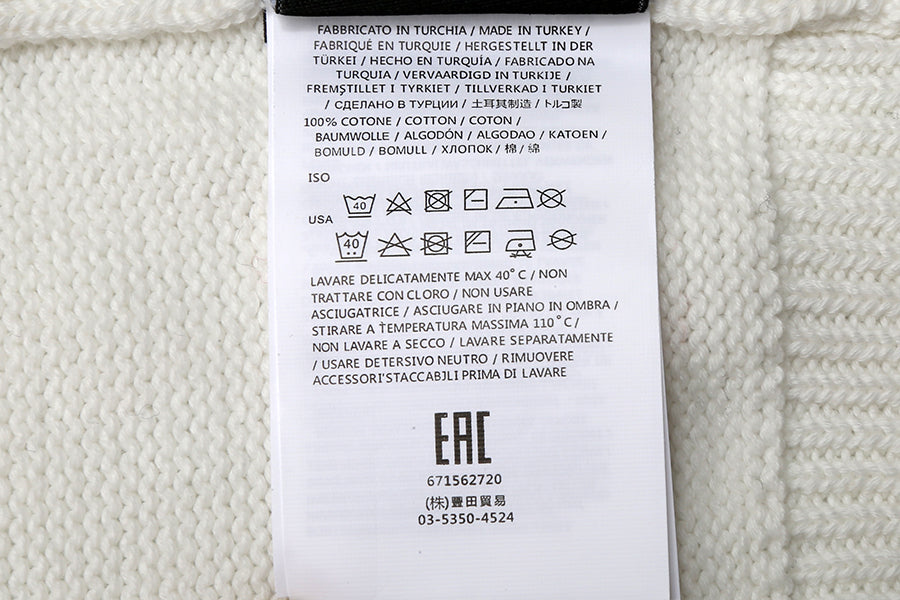 FABBRICATO IN TURCHIA / MADE IN TURKEY /
FABRIQUÉ EN TURQUIE / HERGESTELLT IN DER
TÜRKEI / HECHO EN TURQUÍA / FABRICADO NA
TURQUIA / VERVAARDIGD IN TURKIJE /
FREMSTILLET I TYRKIET / TILLVERKAD I TURKIET
/ СДЕЛАНО В ТУРЦИИ / 土耳其制造 / トルコ製
100% COTONE / COTTON / COTON /
BAUMWOLLE / ALGODÓN / ALGODAO / KATOEN /
BOMULD / BOMULL / ХЛОПОК / 棉 / 綿
ISO
40
USA
40
LAVARE DELICATAMENTE MAX 40°C / NON
TRATTARE CON CLORO / NON USARE
ASCIUGATRICE / ASCIUGARE IN PIANO IN OMBRA /
STIRARE A TEMPERATURA MASSIMA 110°C /
NON LAVARE A SECCO / LAVARE SEPARATAMENTE
/ USARE DETERSIVO NEUTRO / RIMUOVERE
ACCESSORI STACCABILI PRIMA DI LAVARE
EAC
671562720
(株)豊田貿易
03-5350-4524